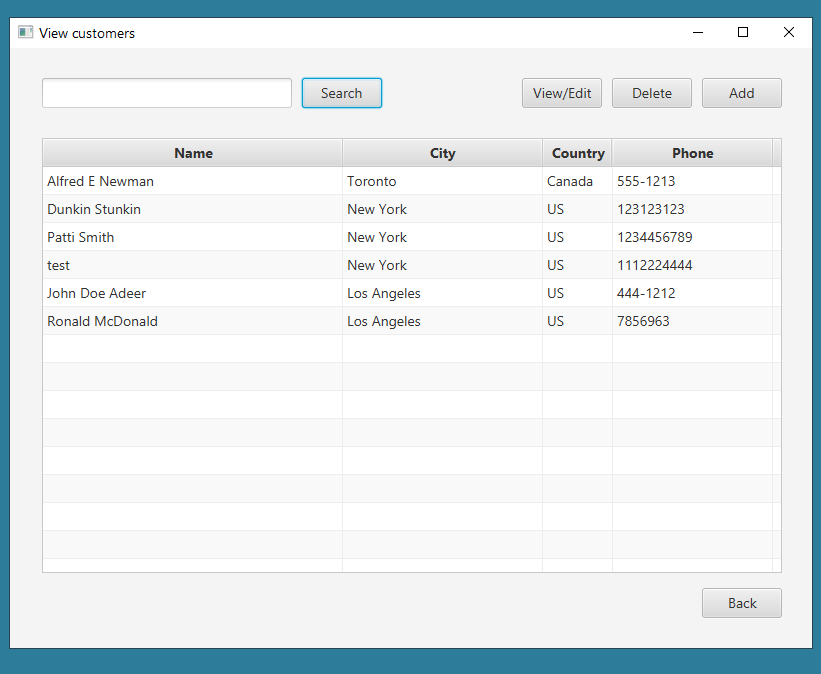 View customers
Search View/Edit Delete Add
Name City Country Phone
Alfred E Newman Toronto Canada 555-1213
Dunkin Stunkin New York US 123123123
Patti Smith New York US 1234456789
test New York US 1112224444
John Doe Adeer Los Angeles US 444-1212
Ronald McDonald Los Angeles US 7856963
Back